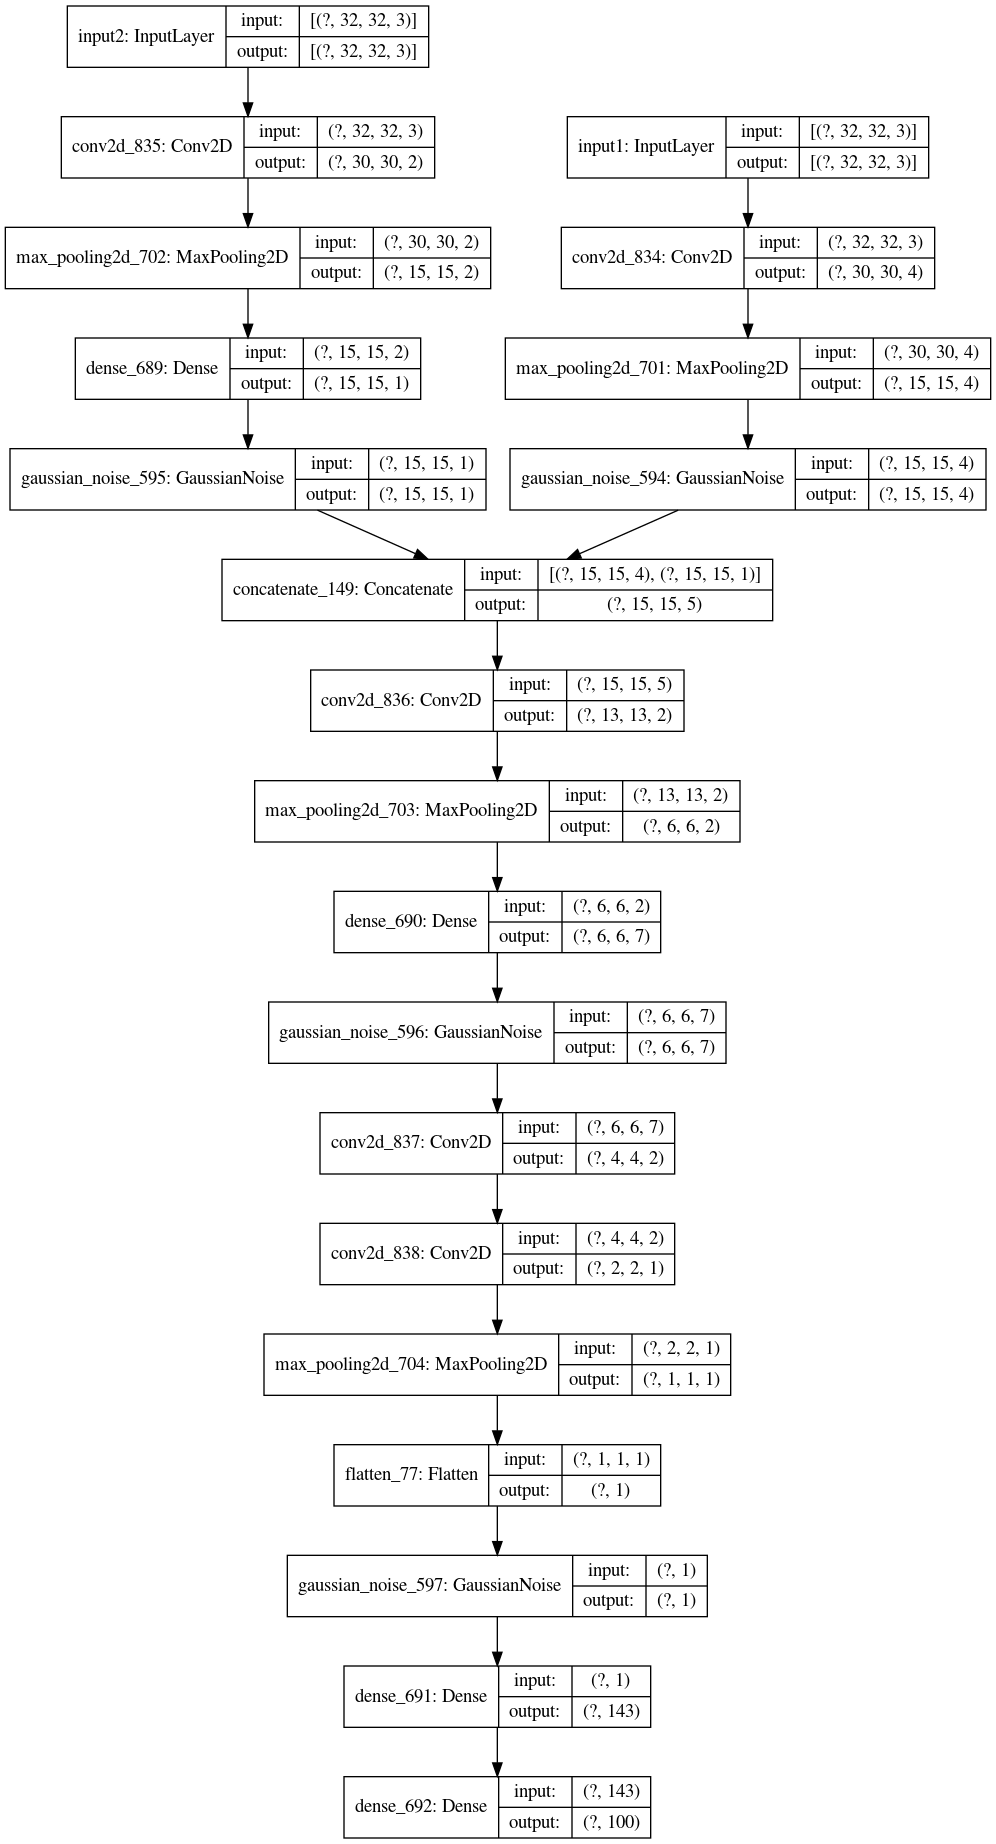 input2: InputLayer
input: [(?, 32, 32, 3)]
output: [(?, 32, 32, 3)]
conv2d_835: Conv2D
input: (?, 32, 32, 3)
output: (?, 30, 30, 2)
input1: InputLayer
input: [(?, 32, 32, 3)]
output: [(?, 32, 32, 3)]
max_pooling2d_702: MaxPooling2D
input: (?, 30, 30, 2)
output: (?, 15, 15, 2)
conv2d_834: Conv2D
input: (?, 32, 32, 3)
output: (?, 30, 30, 4)
dense_689: Dense
input: (?, 15, 15, 2)
output: (?, 15, 15, 1)
max_pooling2d_701: MaxPooling2D
input: (?, 30, 30, 4)
output: (?, 15, 15, 4)
gaussian_noise_595: GaussianNoise
input: (?, 15, 15, 1)
output: (?, 15, 15, 1)
gaussian_noise_594: GaussianNoise
input: (?, 15, 15, 4)
output: (?, 15, 15, 4)
concatenate_149: Concatenate
input: [(?, 15, 15, 4), (?, 15, 15, 1)]
output: (?, 15, 15, 5)
conv2d_836: Conv2D
input: (?, 15, 15, 5)
output: (?, 13, 13, 2)
max_pooling2d_703: MaxPooling2D
input: (?, 13, 13, 2)
output: (?, 6, 6, 2)
dense_690: Dense
input: (?, 6, 6, 2)
output: (?, 6, 6, 7)
gaussian_noise_596: GaussianNoise
input: (?, 6, 6, 7)
output: (?, 6, 6, 7)
conv2d_837: Conv2D
input: (?, 6, 6, 7)
output: (?, 4, 4, 2)
conv2d_838: Conv2D
input: (?, 4, 4, 2)
output: (?, 2, 2, 1)
max_pooling2d_704: MaxPooling2D
input: (?, 2, 2, 1)
output: (?, 1, 1, 1)
flatten_77: Flatten
input: (?, 1, 1, 1)
output: (?, 1)
gaussian_noise_597: GaussianNoise
input: (?, 1)
output: (?, 1)
dense_691: Dense
input: (?, 1)
output: (?, 143)
dense_692: Dense
input: (?, 143)
output: (?, 100)